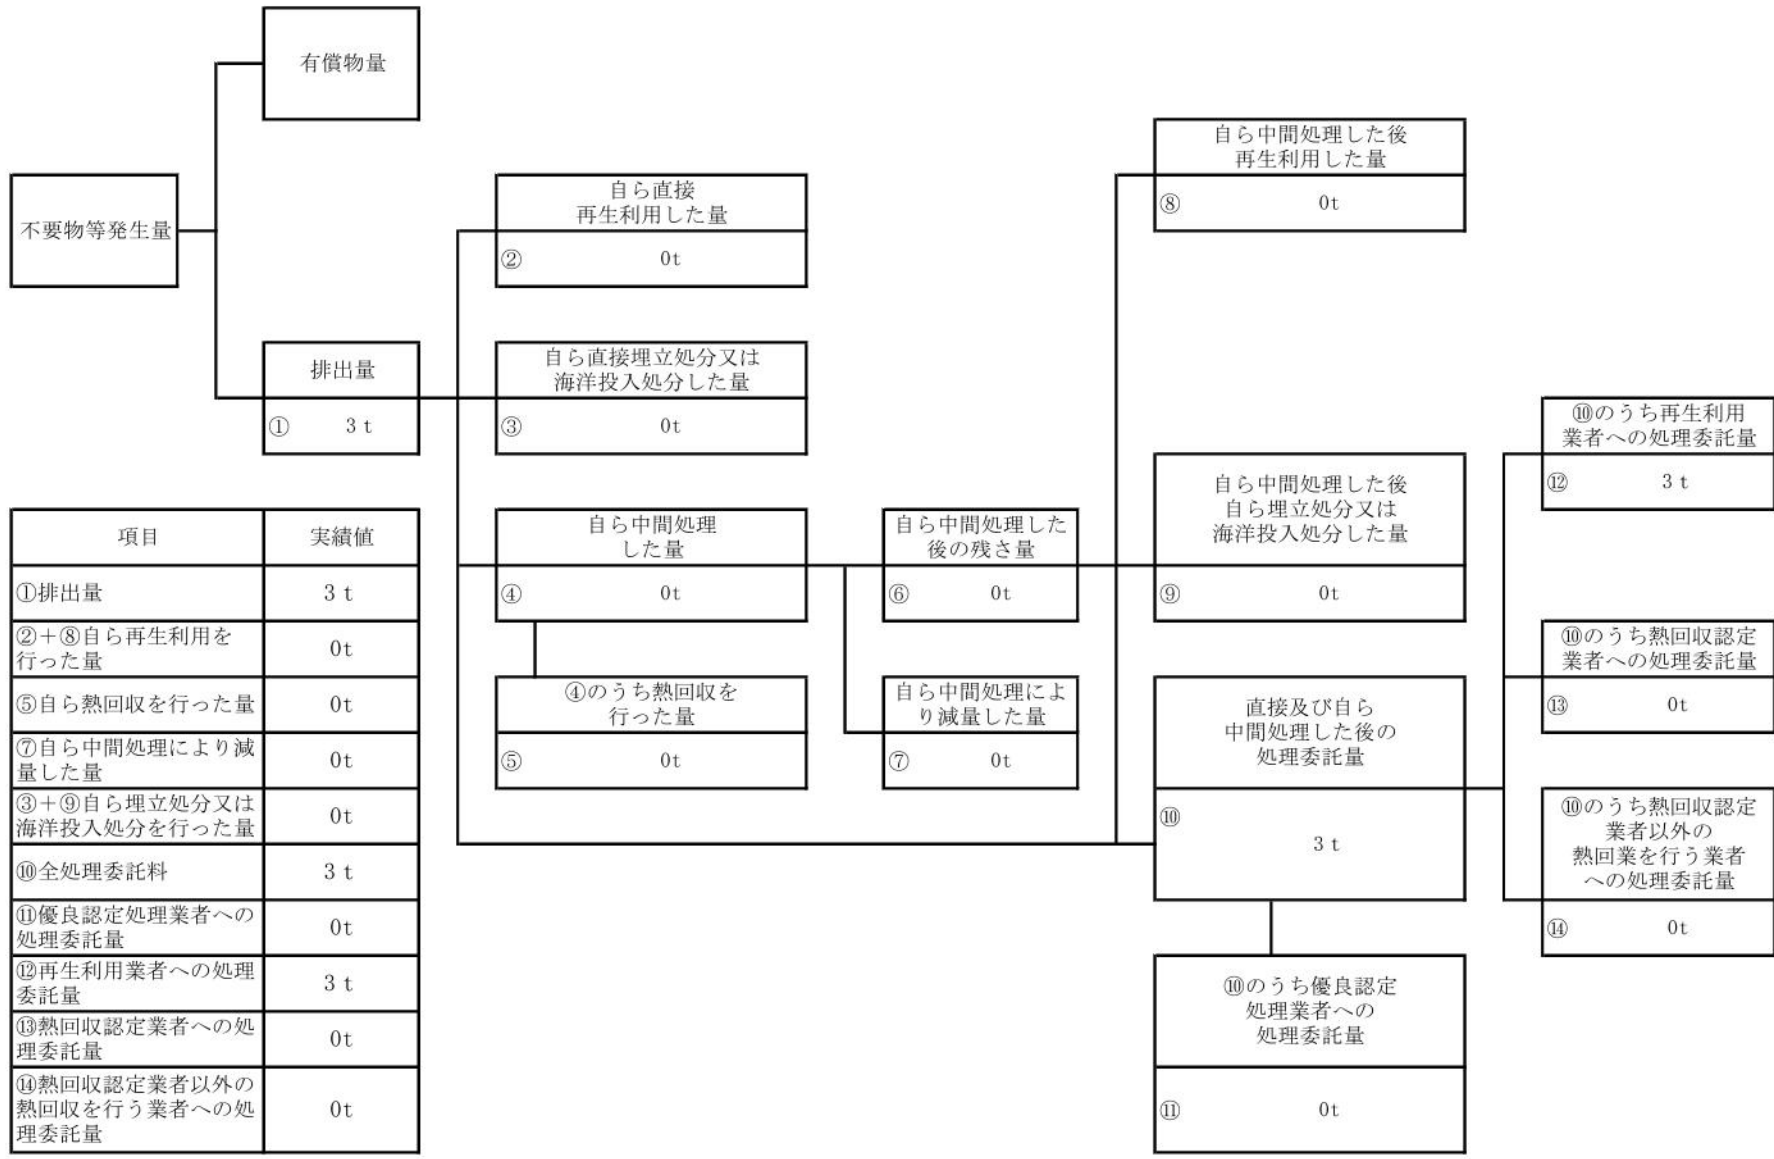 有償物量
不要物等発生量
排出量
① 3 t
自ら直接
再生利用した量
② 0t
自ら直接埋立処分又は
海洋投入処分した量
③ 0t
自ら中間処理
した量
④ 0t
④のうち熱回収を
行った量
⑤ 0t
自ら中間処理した
後の残さ量
⑥ 0t
自ら中間処理によ
り減量した量
⑦ 0t
自ら中間処理した後
再生利用した量
⑧ 0t
自ら中間処理した後
自ら埋立処分又は
海洋投入処分した量
⑨ 0t
直接及び自ら
中間処理した後の
処理委託量
⑩
3 t
⑩のうち優良認定
処理業者への
処理委託量
⑪ 0t
⑩のうち再生利用
業者への処理委託量
⑫ 3 t
⑩のうち熱回収認定
業者への処理委託量
⑬ 0t
⑩のうち熱回収認定
業者以外の
熱回業を行う業者
への処理委託量
⑭ 0t
項目 実績値
①排出量 3 t
②＋⑧自ら再生利用を
行った量 0t
⑤自ら熱回収を行った量 0t
⑦自ら中間処理により減
量した量 0t
③＋⑨自ら埋立処分又は
海洋投入処分を行った量 0t
⑩全処理委託料 3 t
⑪優良認定処理業者への
処理委託量 0t
⑫再生利用業者への処理
委託量 3 t
⑬熱回収認定業者への処
理委託量 0t
⑭熱回収認定業者以外の
熱回収を行う業者への処
理委託量 0t